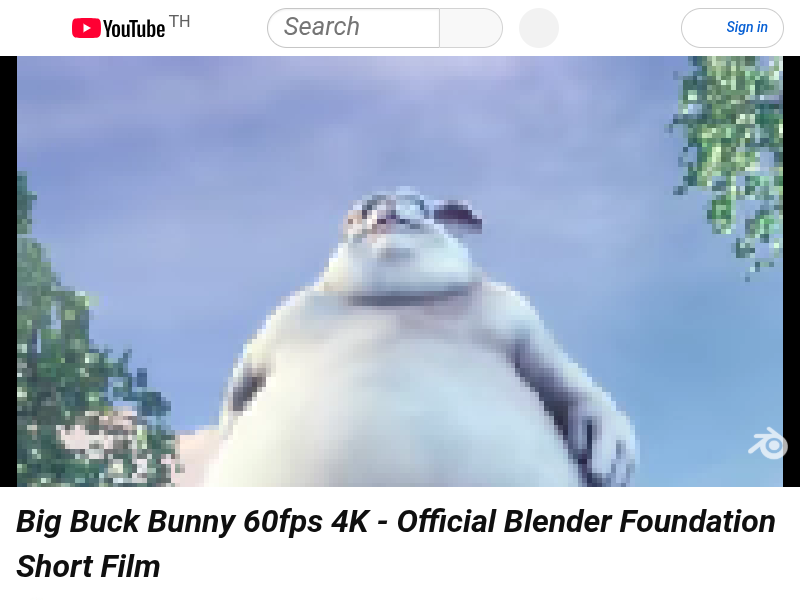 YouTube TH
Search
Sign in
Big Buck Bunny 60fps 4K - Official Blender Foundation
Short Film